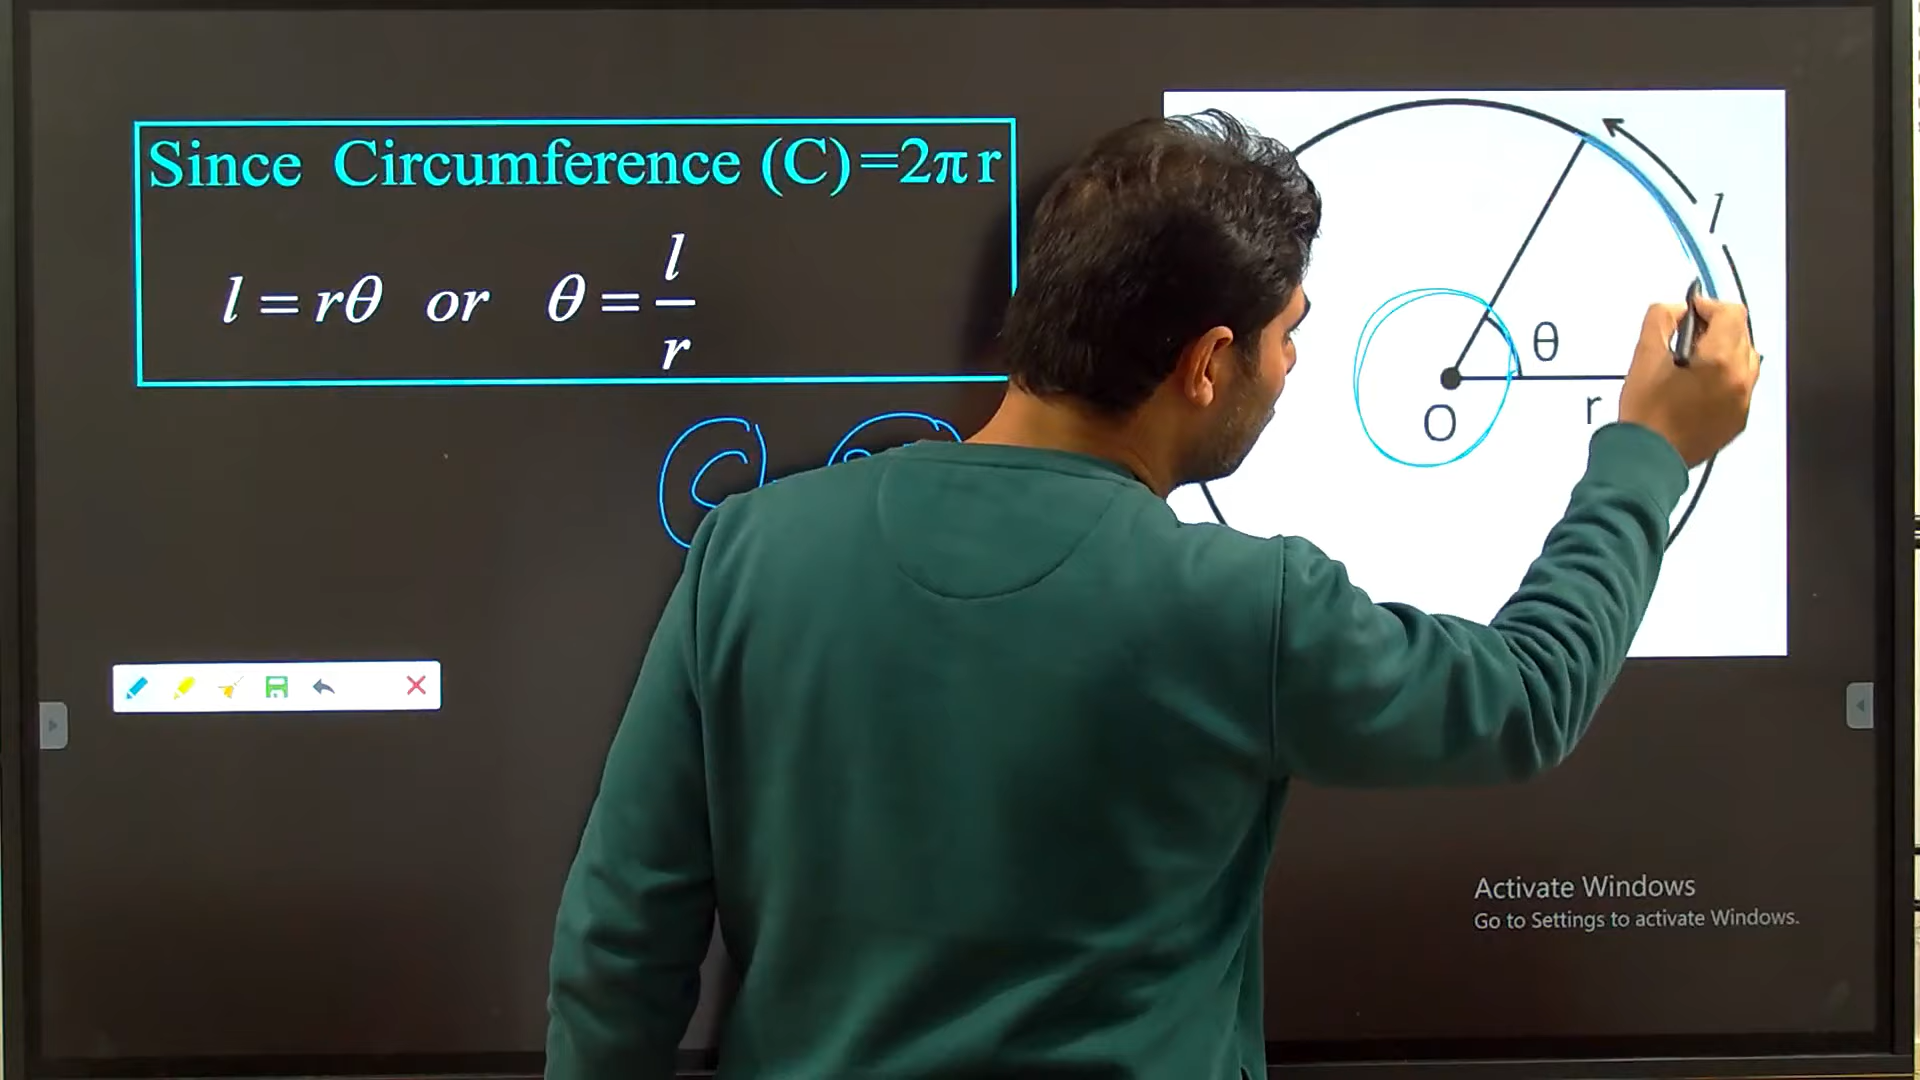 Since Circumference (C)=2πr
l = rθ or θ = l/r
l
θ
r
O
Activate Windows
Go to Settings to activate Windows.